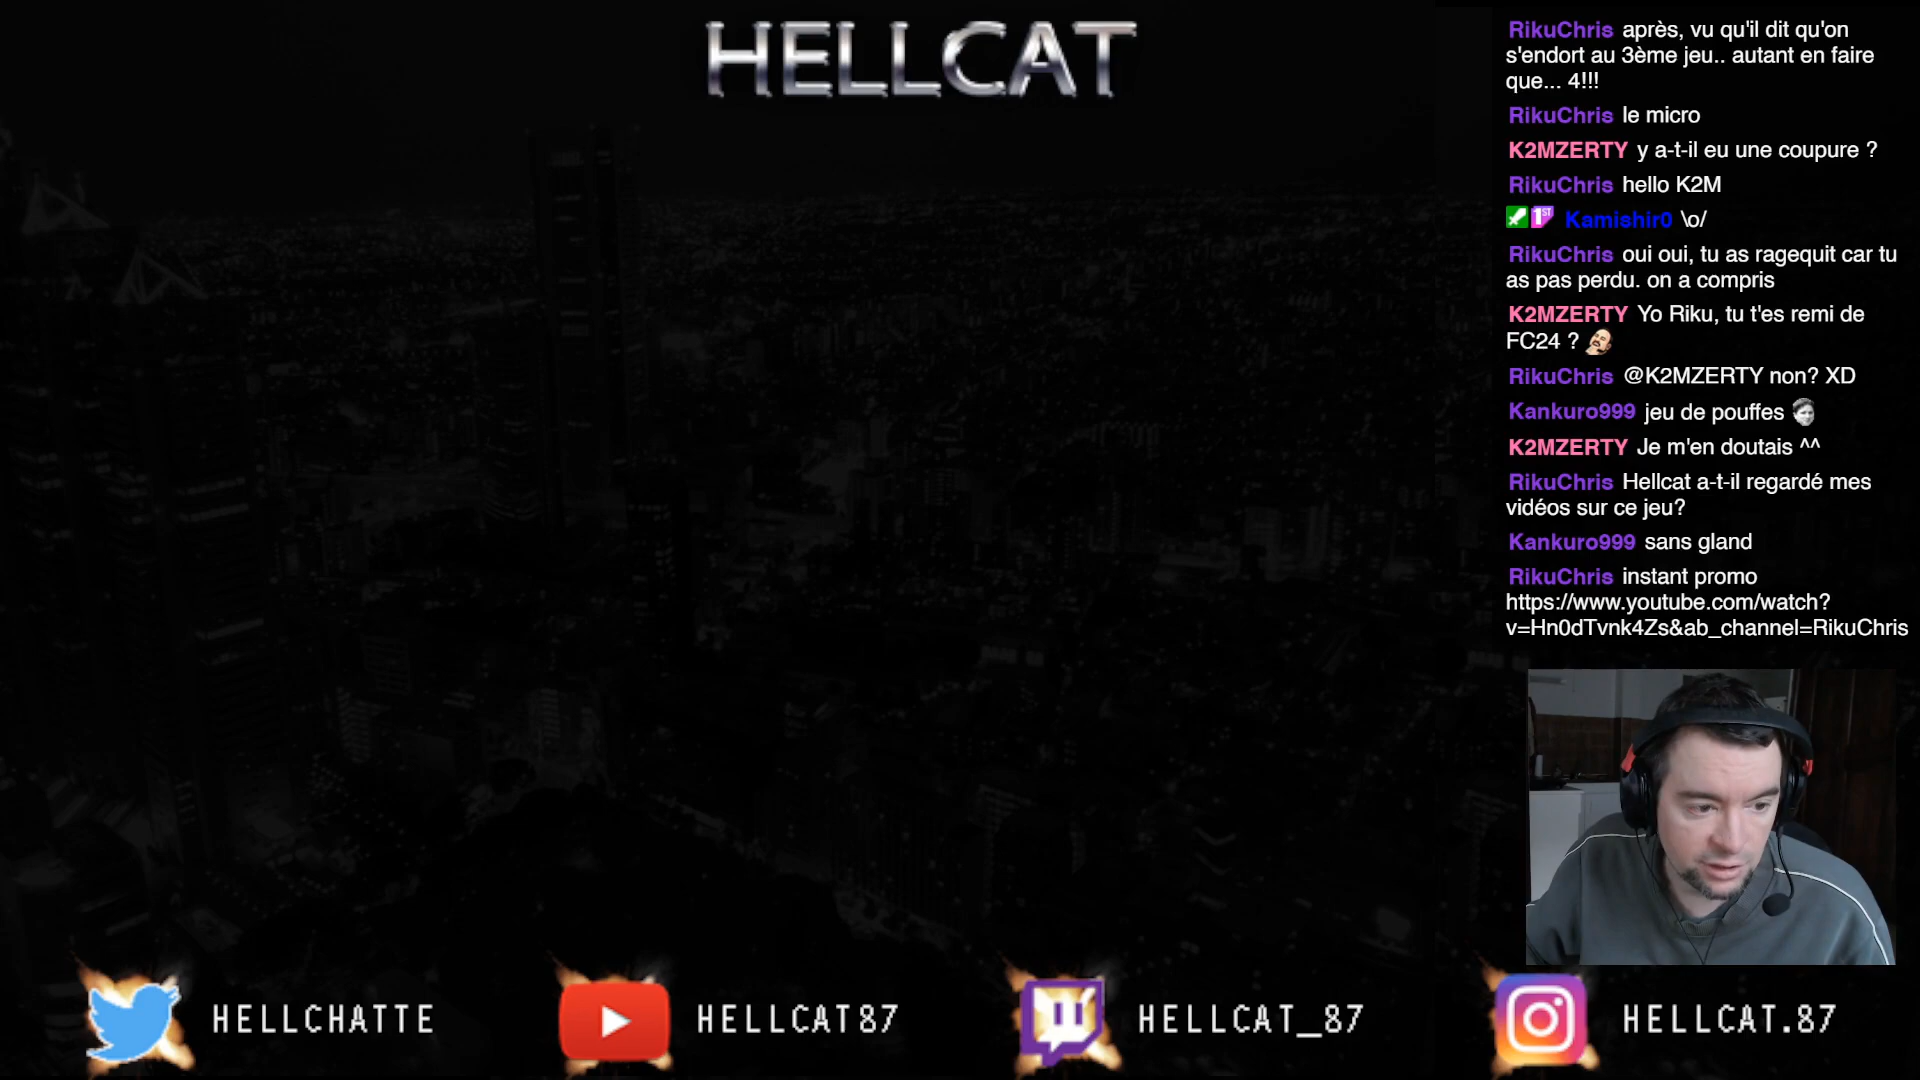 HELLCAT
RikuChris après, vu qu'il dit qu'on
s'endort au 3ème jeu.. autant en faire
que... 4!!!
RikuChris le micro
K2MZERTY y a-t-il eu une coupure ?
RikuChris hello K2M
1ST Kamishir0 \o/
RikuChris oui oui, tu as ragequit car tu
as pas perdu. on a compris
K2MZERTY Yo Riku, tu t'es remi de
FC24 ?
RikuChris @K2MZERTY non? XD
Kankuro999 jeu de pouffes
K2MZERTY Je m'en doutais ^^
RikuChris Hellcat a-t-il regardé mes
vidéos sur ce jeu?
Kankuro999 sans gland
RikuChris instant promo
https://www.youtube.com/watch?
v=Hn0dTvnk4Zs&ab_channel=RikuChris
HELLCHATTE
HELLCAT87
HELLCAT_87
HELLCAT.87